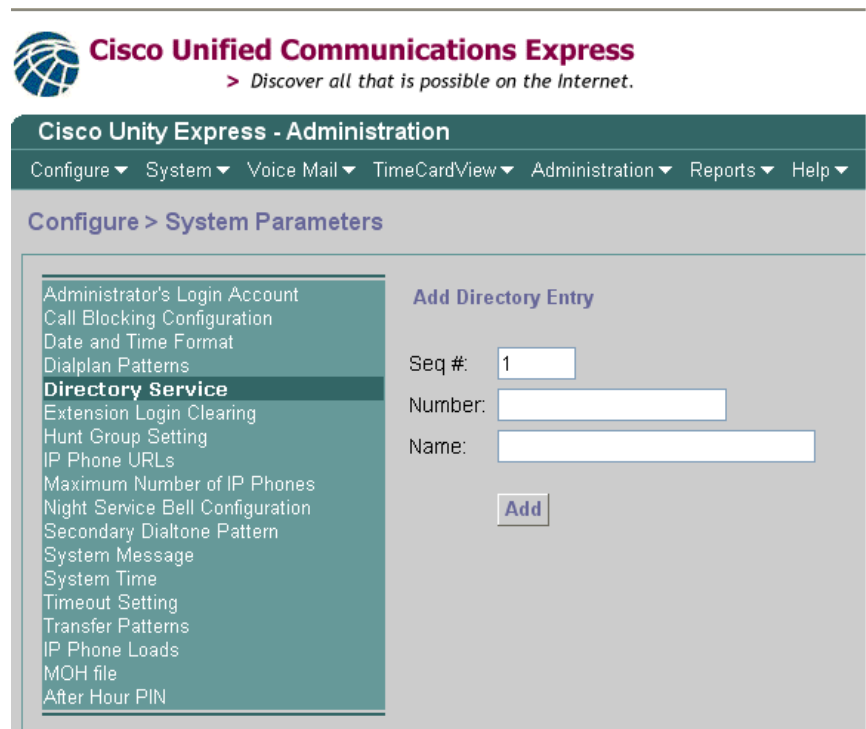 Cisco Unified Communications Express
> Discover all that is possible on the Internet.
Cisco Unity Express - Administration
Configure System Voice Mail TimeCardView Administration Reports Help
Configure > System Parameters
Administrator's Login Account
Call Blocking Configuration
Date and Time Format
Dialplan Patterns
Directory Service
Extension Login Clearing
Hunt Group Setting
IP Phone URLs
Maximum Number of IP Phones
Night Service Bell Configuration
Secondary Dialtone Pattern
System Message
System Time
Timeout Setting
Transfer Patterns
IP Phone Loads
MOH file
After Hour PIN
Add Directory Entry
Seq #: 1
Number:
Name:
Add